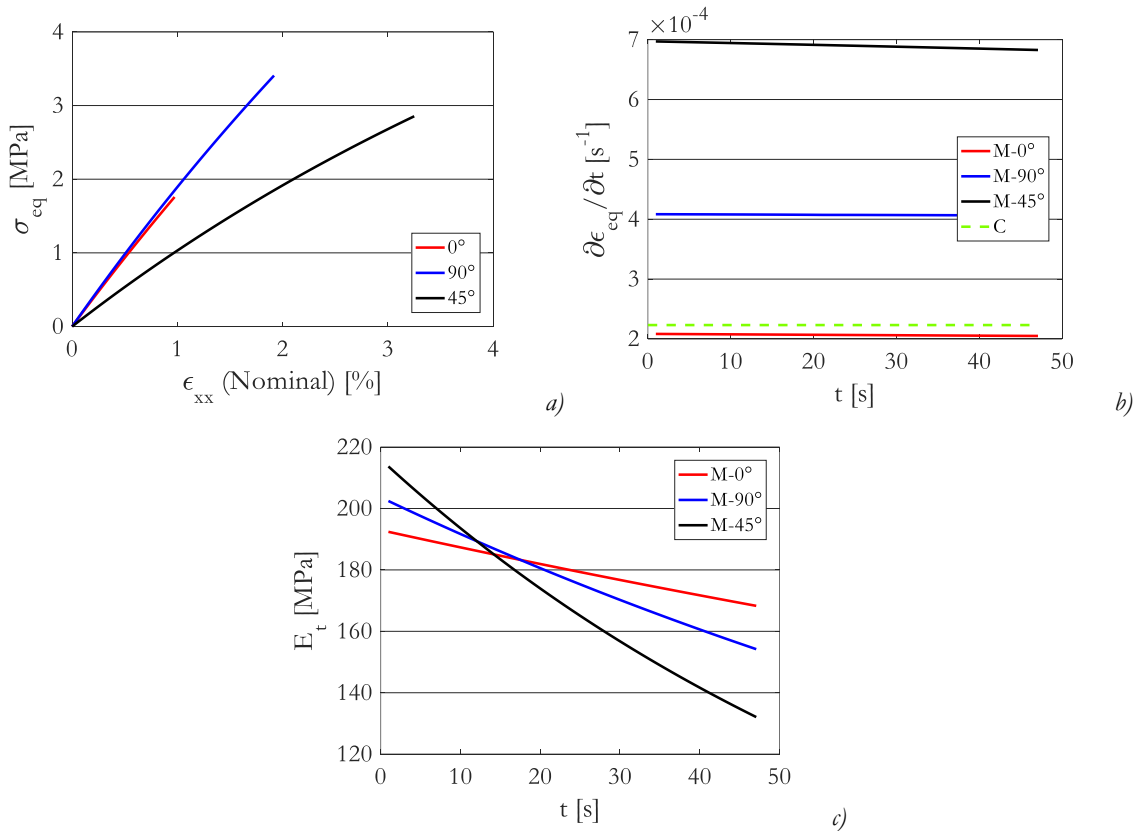 4
3
2
1
0
σeq [MPa]
0°
90°
45°
0 1 2 3 4
ϵxx (Nominal) [%]
a)
×10-4
7
6
4
2
∂ϵeq/∂t [s-1]
M-0°
M-90°
M-45°
C
0 10 20 30 40 50
t [s]
b)
220
200
180
160
140
120
Et [MPa]
M-0°
M-90°
M-45°
0 10 20 30 40 50
t [s]
c)